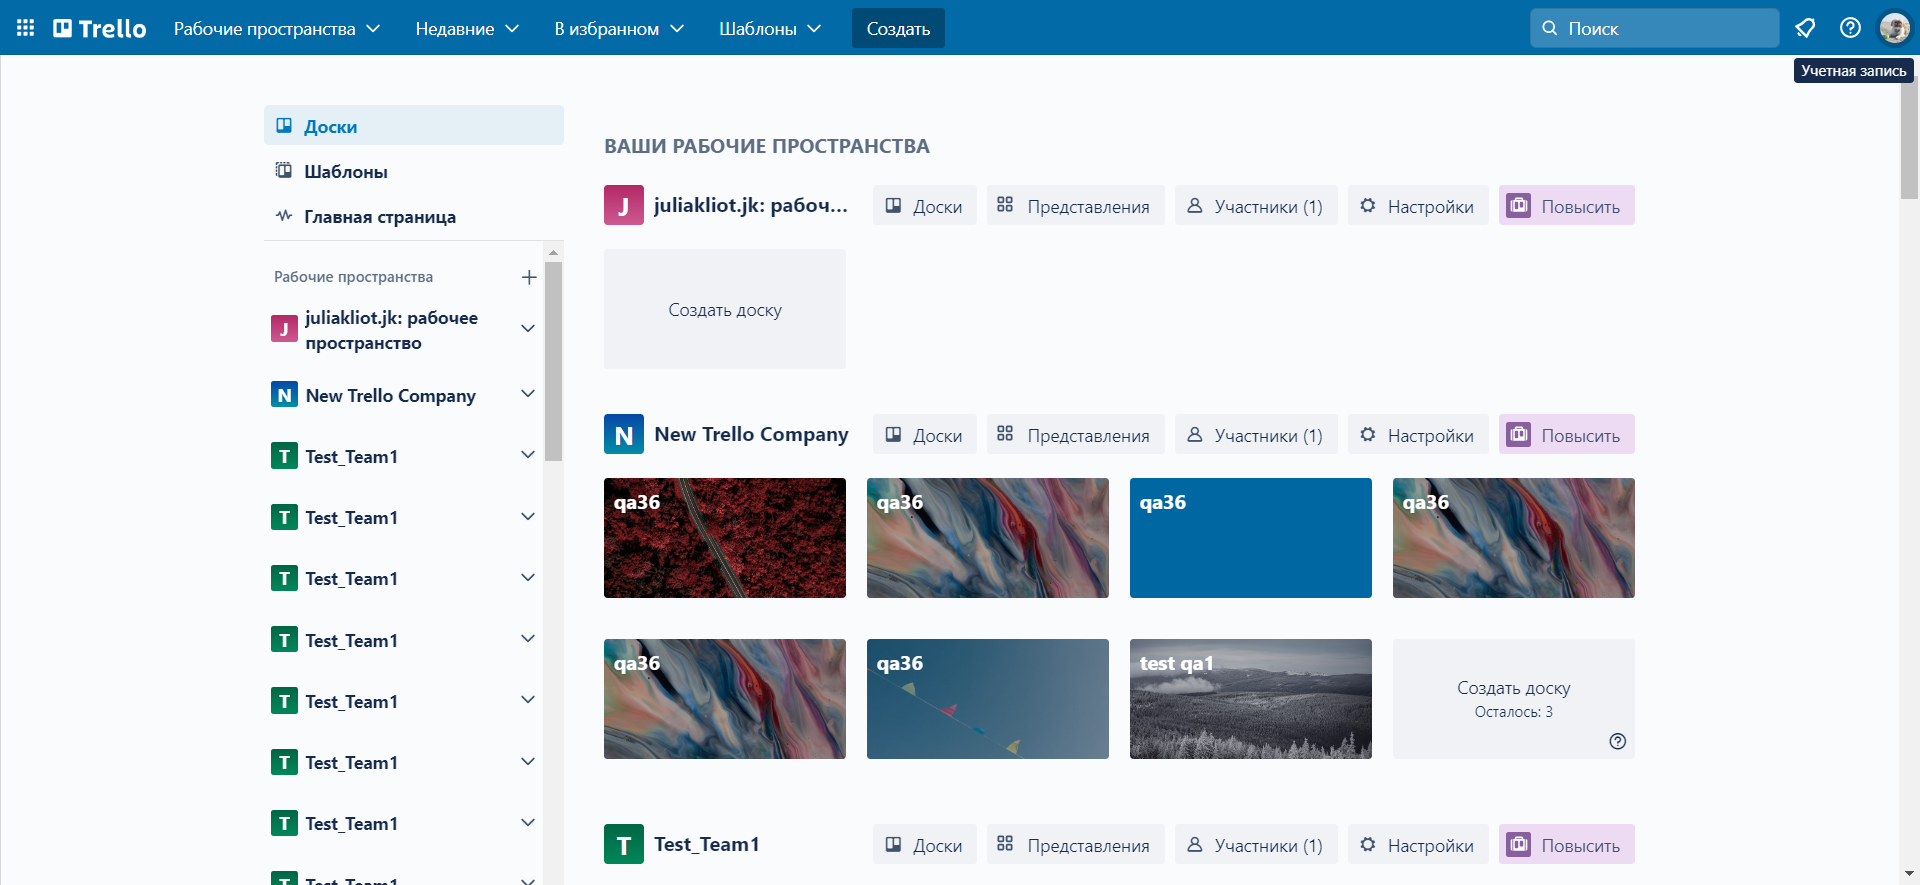 Trello
Рабочие пространства
Недавние
В избранном
Шаблоны
Создать
Поиск
Учетная запись
Доски
Шаблоны
Главная страница
Рабочие пространства
J juliakliot.jk: рабочее
пространство
N New Trello Company
T Test_Team1
T Test_Team1
T Test_Team1
T Test_Team1
T Test_Team1
T Test_Team1
T Test_Team1
T Test_Team1
ВАШИ РАБОЧИЕ ПРОСТРАНСТВА
J juliakliot.jk: рабоч... Доски Представления Участники (1) Настройки Повысить
Создать доску
N New Trello Company Доски Представления Участники (1) Настройки Повысить
qa36 qa36 qa36 qa36
qa36 qa36 test qa1
Создать доску
Осталось: 3
T Test_Team1 Доски Представления Участники (1) Настройки Повысить